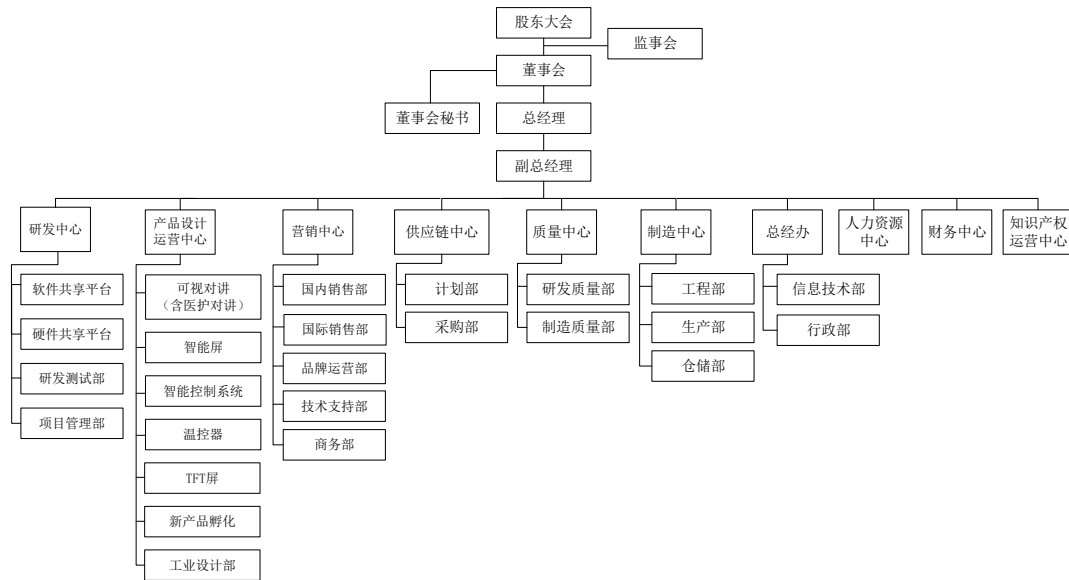 股东大会
监事会
董事会
董事会秘书
总经理
副总经理
研发中心
产品设计
运营中心
营销中心
供应链中心
质量中心
制造中心
总经办
人力资源
中心
财务中心
知识产权
运营中心
软件共享平台
硬件共享平台
研发测试部
项目管理部
可视对讲
（含医护对讲）
智能屏
智能控制系统
温控器
TFT屏
新产品孵化
工业设计部
国内销售部
国际销售部
品牌运营部
技术支持部
商务部
计划部
采购部
研发质量部
制造质量部
工程部
生产部
仓储部
信息技术部
行政部